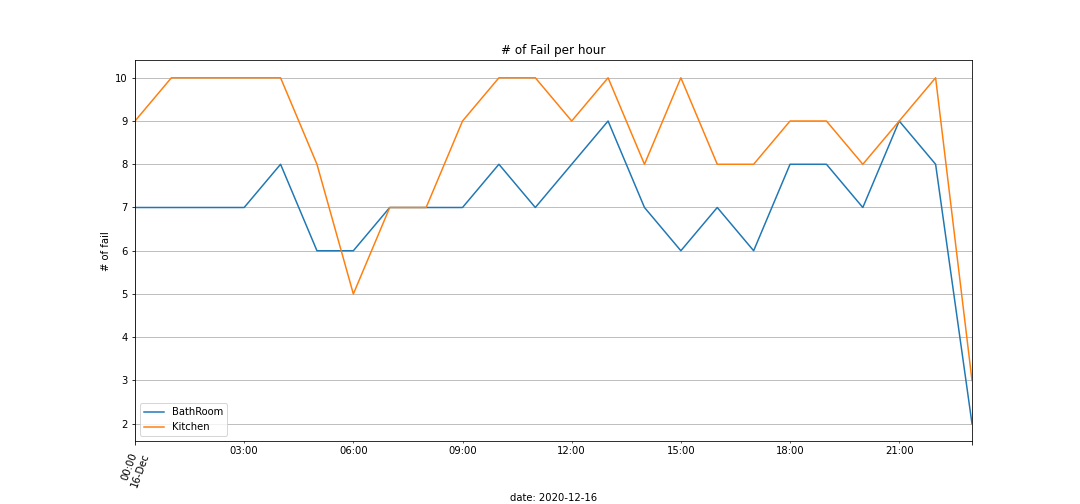 # of Fail per hour
# of fail
10
9
8
7
6
5
4
3
2
BathRoom
Kitchen
00:00
16-Dec
03:00
06:00
09:00
12:00
15:00
18:00
21:00
date: 2020-12-16